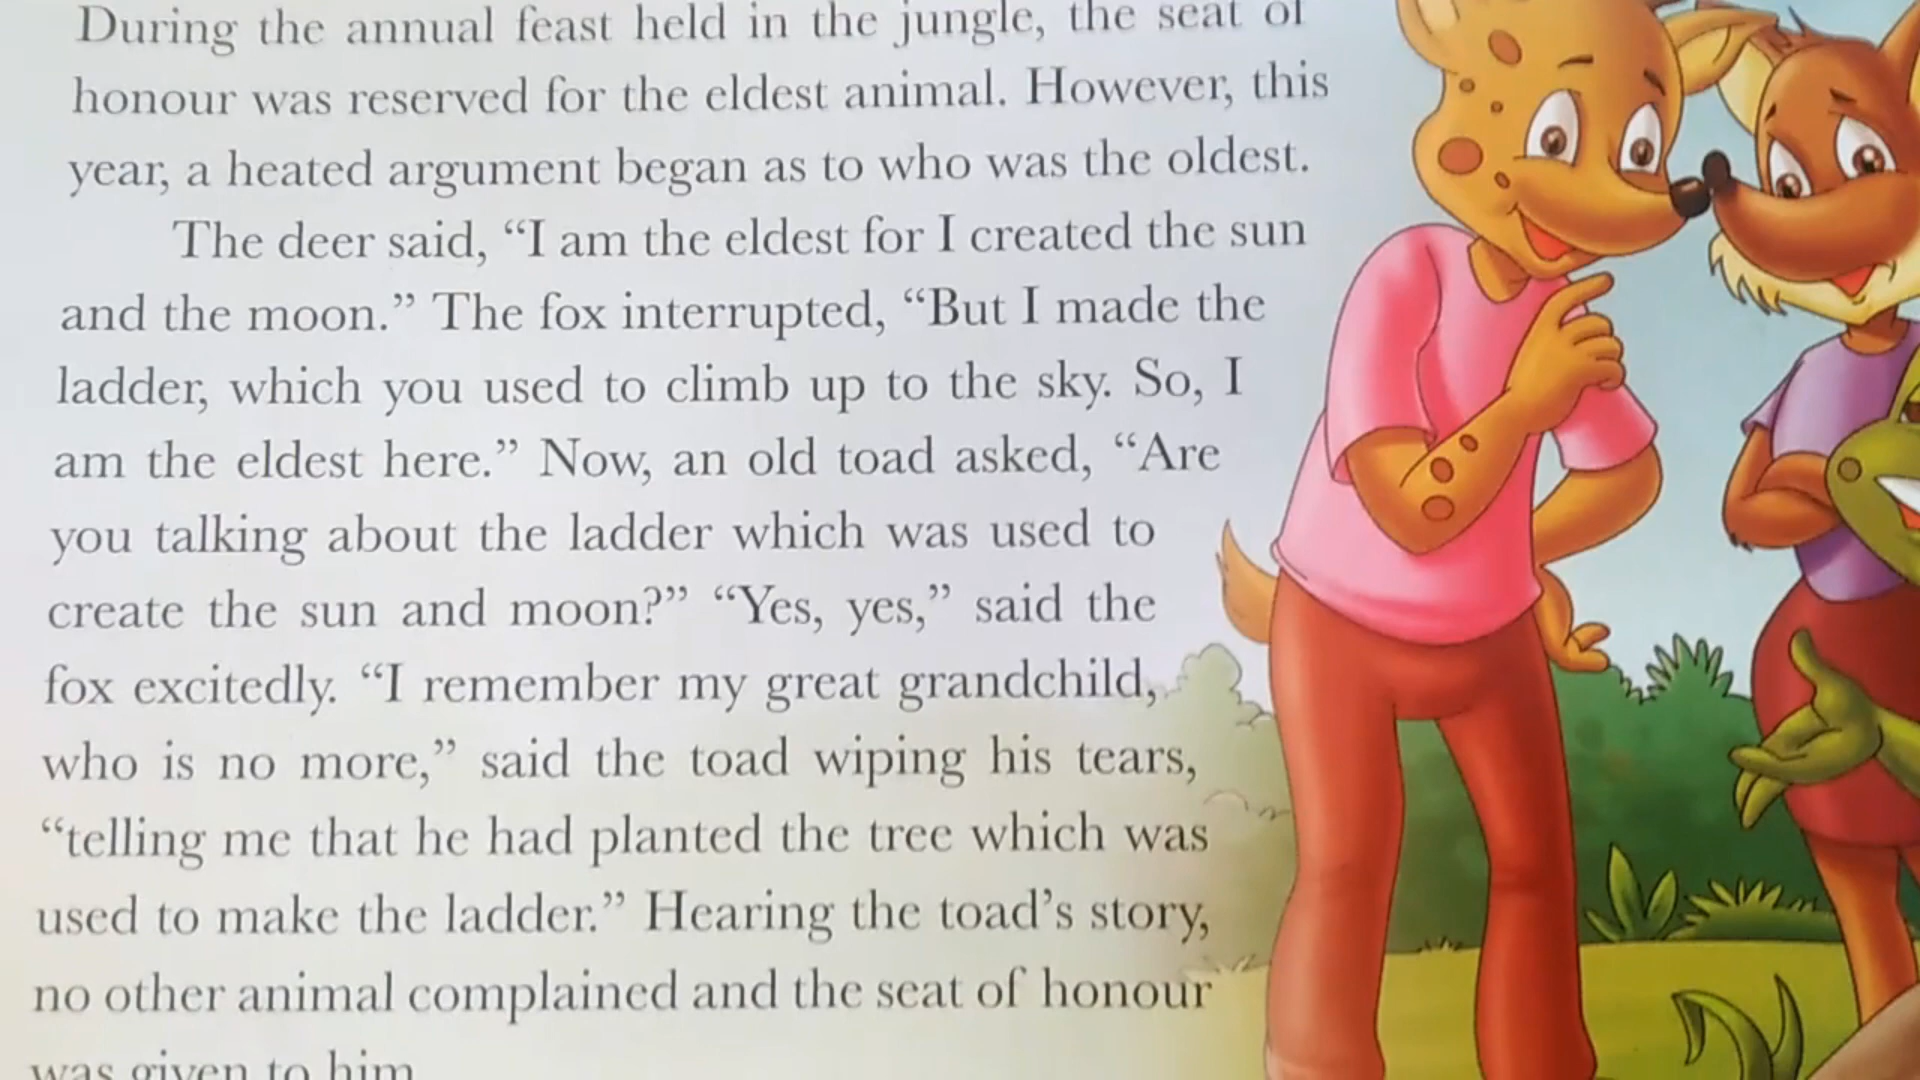 During the annual feast held in the jungle, the seat of
honour was reserved for the eldest animal. However, this
year, a heated argument began as to who was the oldest.
The deer said, “I am the eldest for I created the sun
and the moon.” The fox interrupted, “But I made the
ladder, which you used to climb up to the sky. So, I
am the eldest here.” Now, an old toad asked, “Are
you talking about the ladder which was used to
create the sun and moon?” “Yes, yes,” said the
fox excitedly. “I remember my great grandchild,
who is no more,” said the toad wiping his tears,
“telling me that he had planted the tree which was
used to make the ladder.” Hearing the toad’s story,
no other animal complained and the seat of honour
was given to him